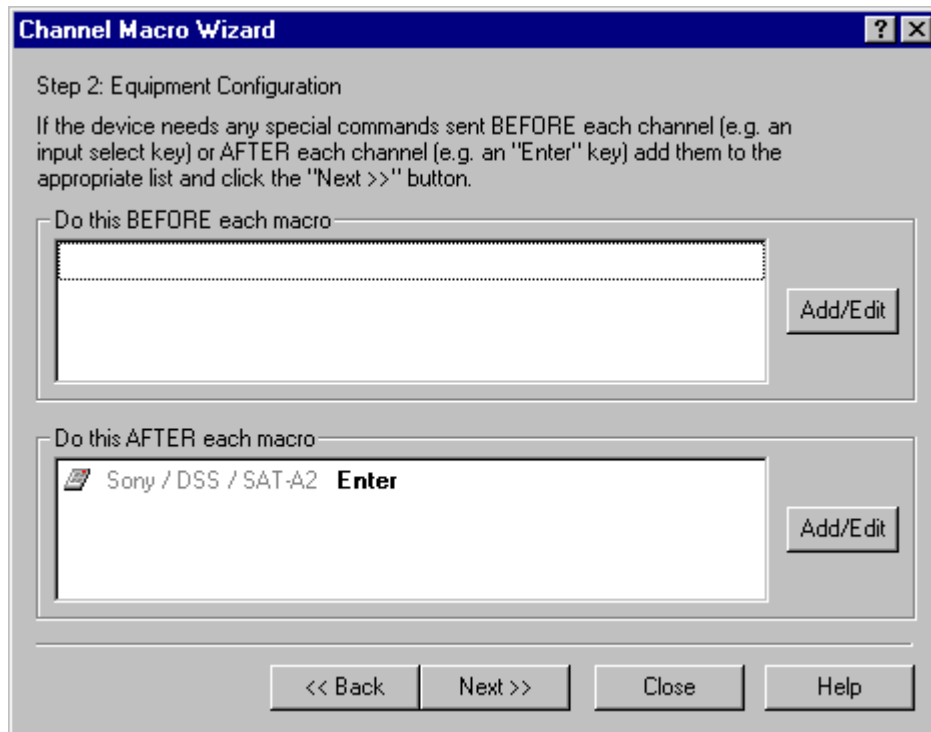 Channel Macro Wizard
Step 2: Equipment Configuration
If the device needs any special commands sent BEFORE each channel (e.g. an
input select key) or AFTER each channel (e.g. an "Enter" key) add them to the
appropriate list and click the "Next >>" button.
Do this BEFORE each macro
Add/Edit
Do this AFTER each macro
Sony / DSS / SAT-A2 Enter
Add/Edit
<< Back Next >> Close Help